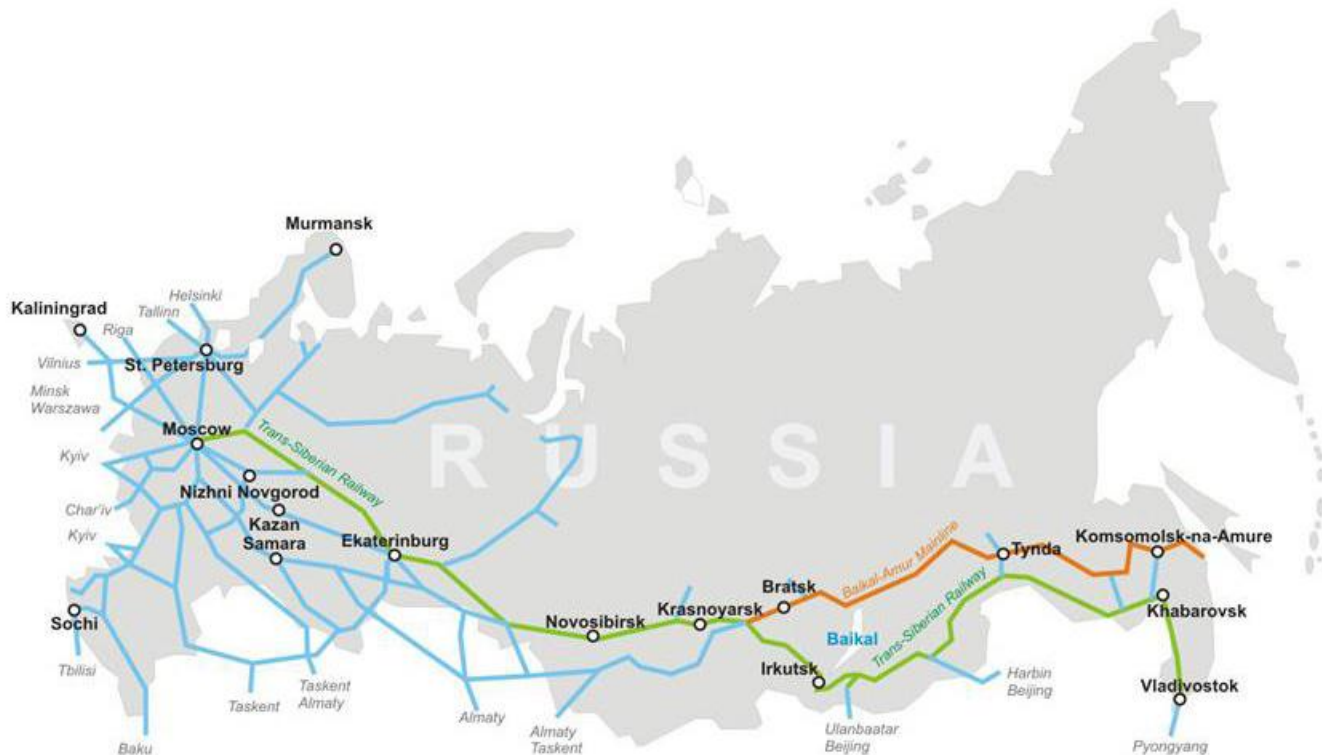 Murmansk
Helsinki
Tallinn
Kaliningrad
Riga
Vilnius
St. Petersburg
Minsk
Warszawa
Moscow
Trans-Siberian Railway
RUSSIA
Kyiv
Nizhni Novgorod
Char'iv
Kazan
Kyiv
Samara
Ekaterinburg
Baikal-Amur Mainline
Tynda
Komsomolsk-na-Amure
Bratsk
Trans-Siberian Railway
Khabarovsk
Sochi
Novosibirsk
Krasnoyarsk
Baikal
Irkutsk
Tbilisi
Taskent
Taskent
Almaty
Almaty
Almaty
Taskent
Ulanbaatar
Beijing
Harbin
Beijing
Vladivostok
Baku
Pyongyang